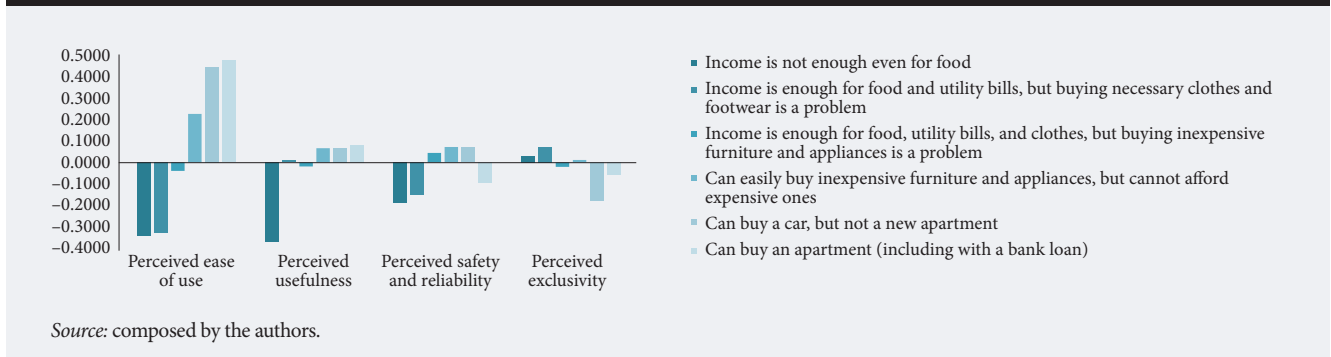 0.5000
0.4000
0.3000
0.2000
0.1000
0.0000
–0.1000
–0.2000
–0.3000
–0.4000
Perceived ease
of use
Perceived
usefulness
Perceived safety
and reliability
Perceived
exclusivity
Income is not enough even for food
Income is enough for food and utility bills, but buying necessary clothes and
footwear is a problem
Income is enough for food, utility bills, and clothes, but buying inexpensive
furniture and appliances is a problem
Can easily buy inexpensive furniture and appliances, but cannot afford
expensive ones
Can buy a car, but not a new apartment
Can buy an apartment (including with a bank loan)
Source: composed by the authors.